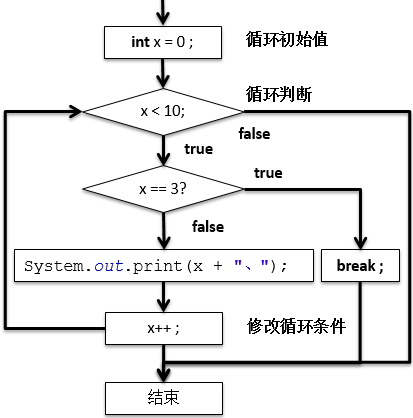 int x = 0 ;
循环初始值
x < 10;
循环判断
false
true
x == 3?
true
false
System.out.print(x + "、");
break ;
x++ ;
修改循环条件
结束